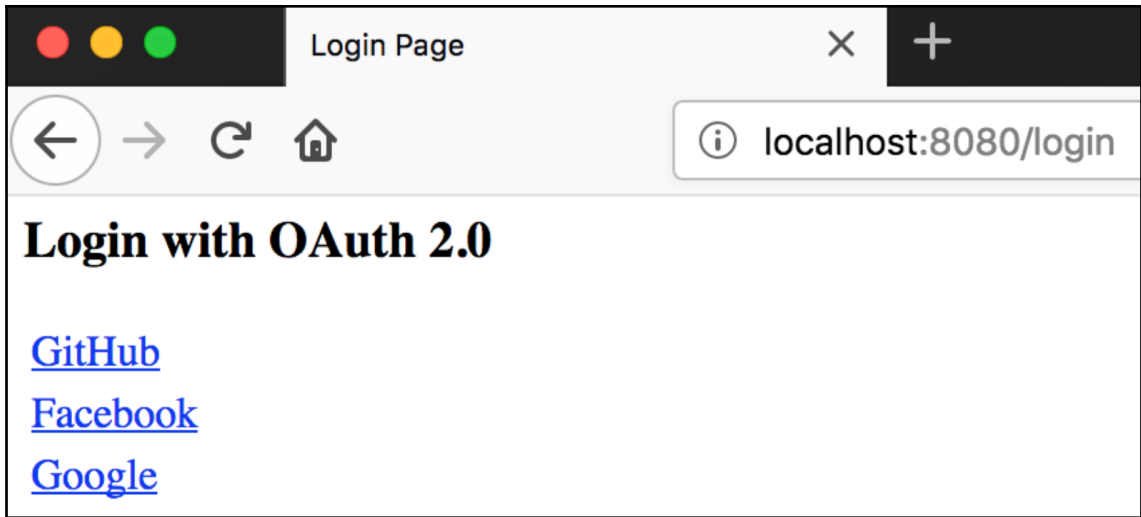 Login Page
localhost:8080/login
Login with OAuth 2.0
GitHub
Facebook
Google